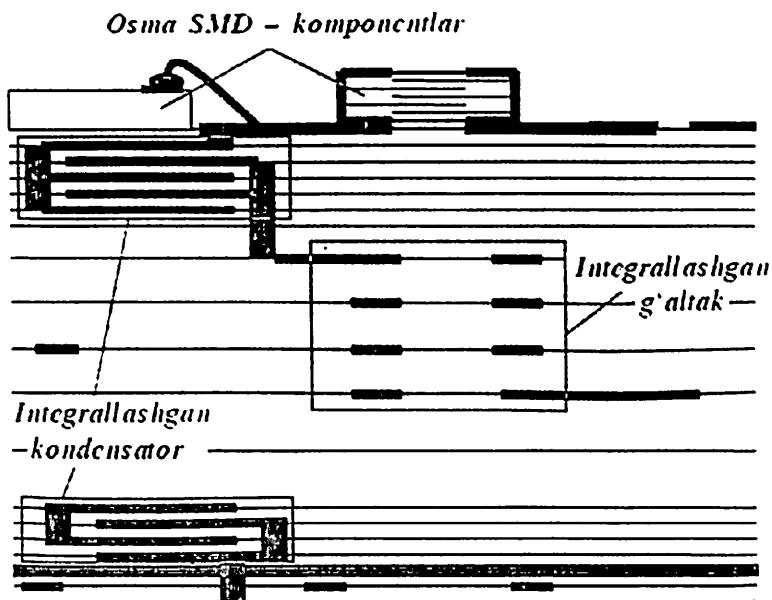 Osma SMD – komponentlar
Integrallashgan
g‘altak
Integrallashgan
kondensator